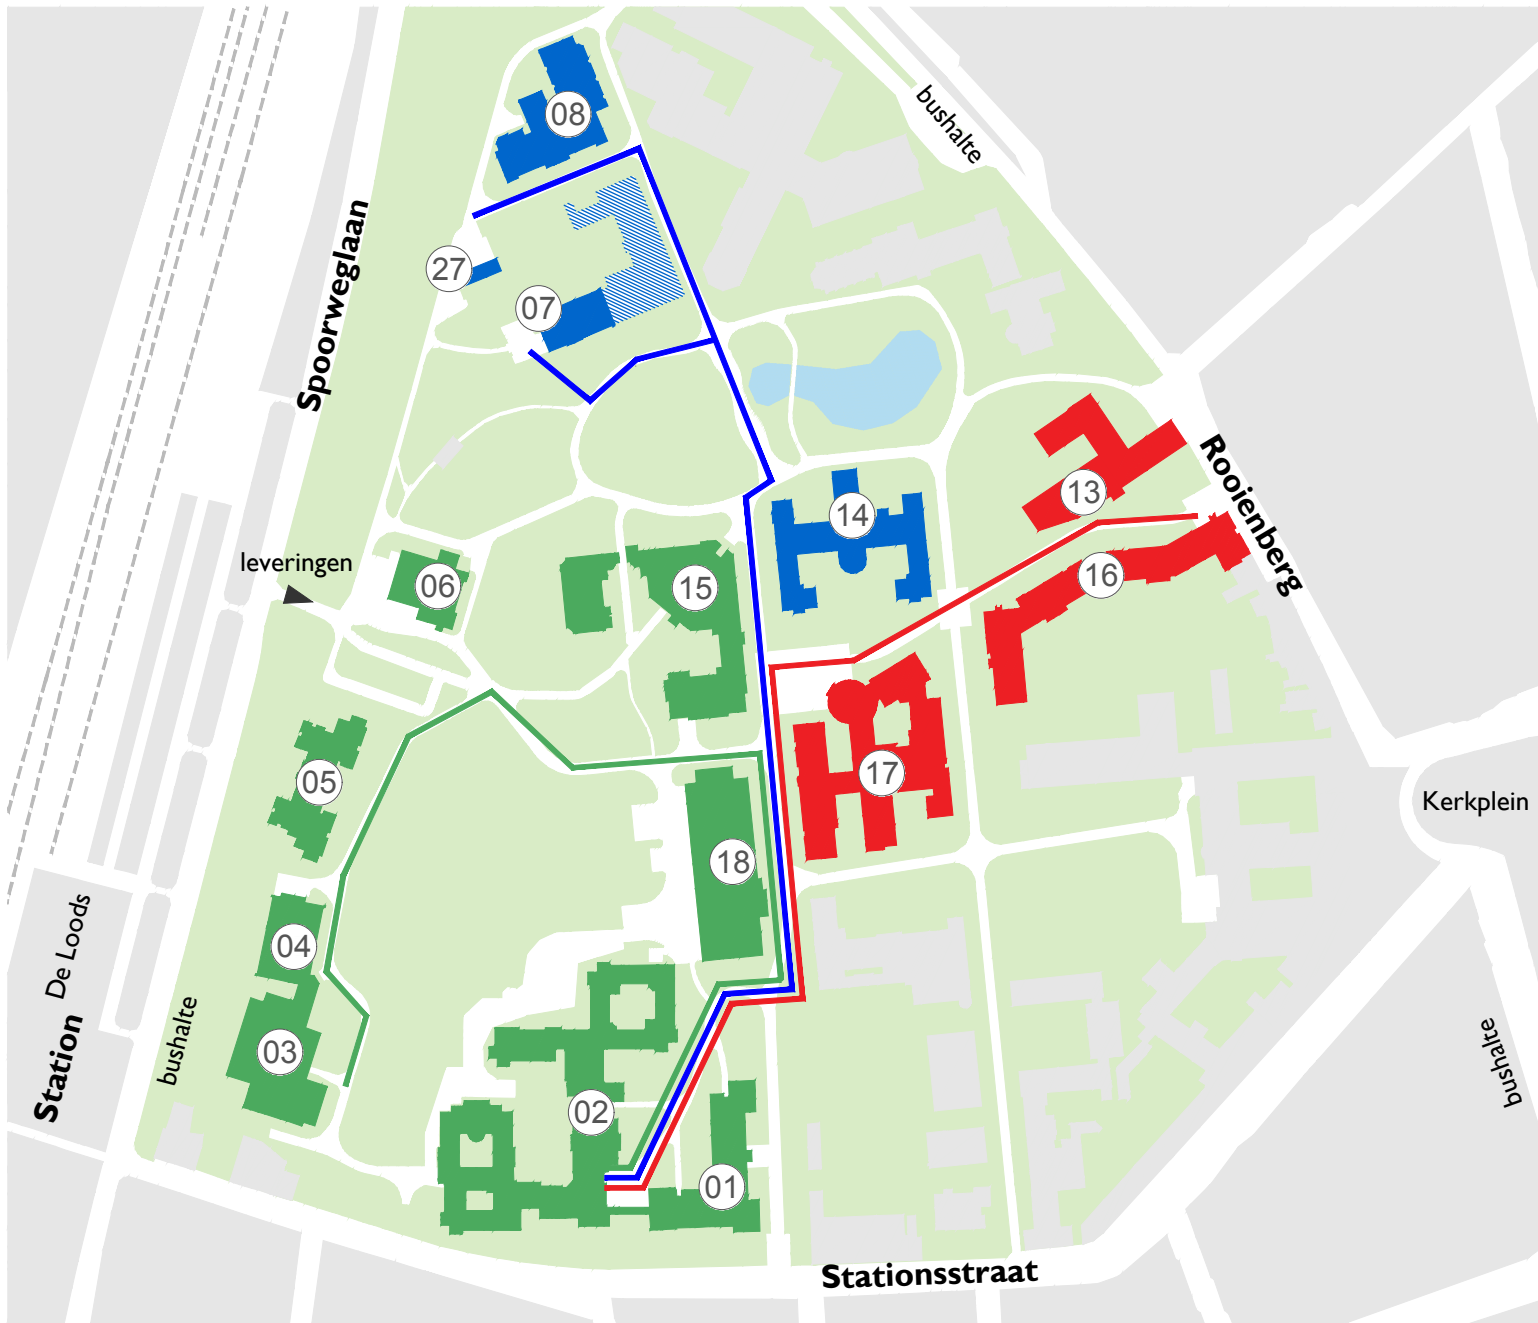 08
bushalte
27
Spoorweglaan
07
14
13
Rooienberg
leveringen
06
15
16
05
17
Kerkplein
18
04
De Loods
Station
bushalte
03
02
01
bushalte
Stationsstraat